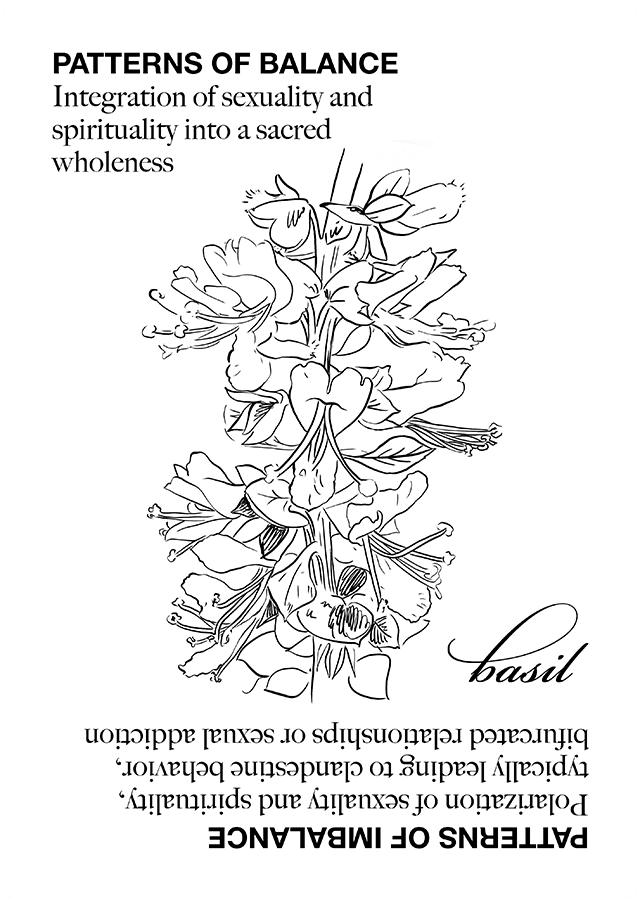 PATTERNS OF BALANCE
Integration of sexuality and
spirituality into a sacred
wholeness
basil
PATTERNS OF IMBALANCE
Polarization of sexuality and spirituality,
typically leading to clandestine behavior,
bifurcated relationships or sexual addiction